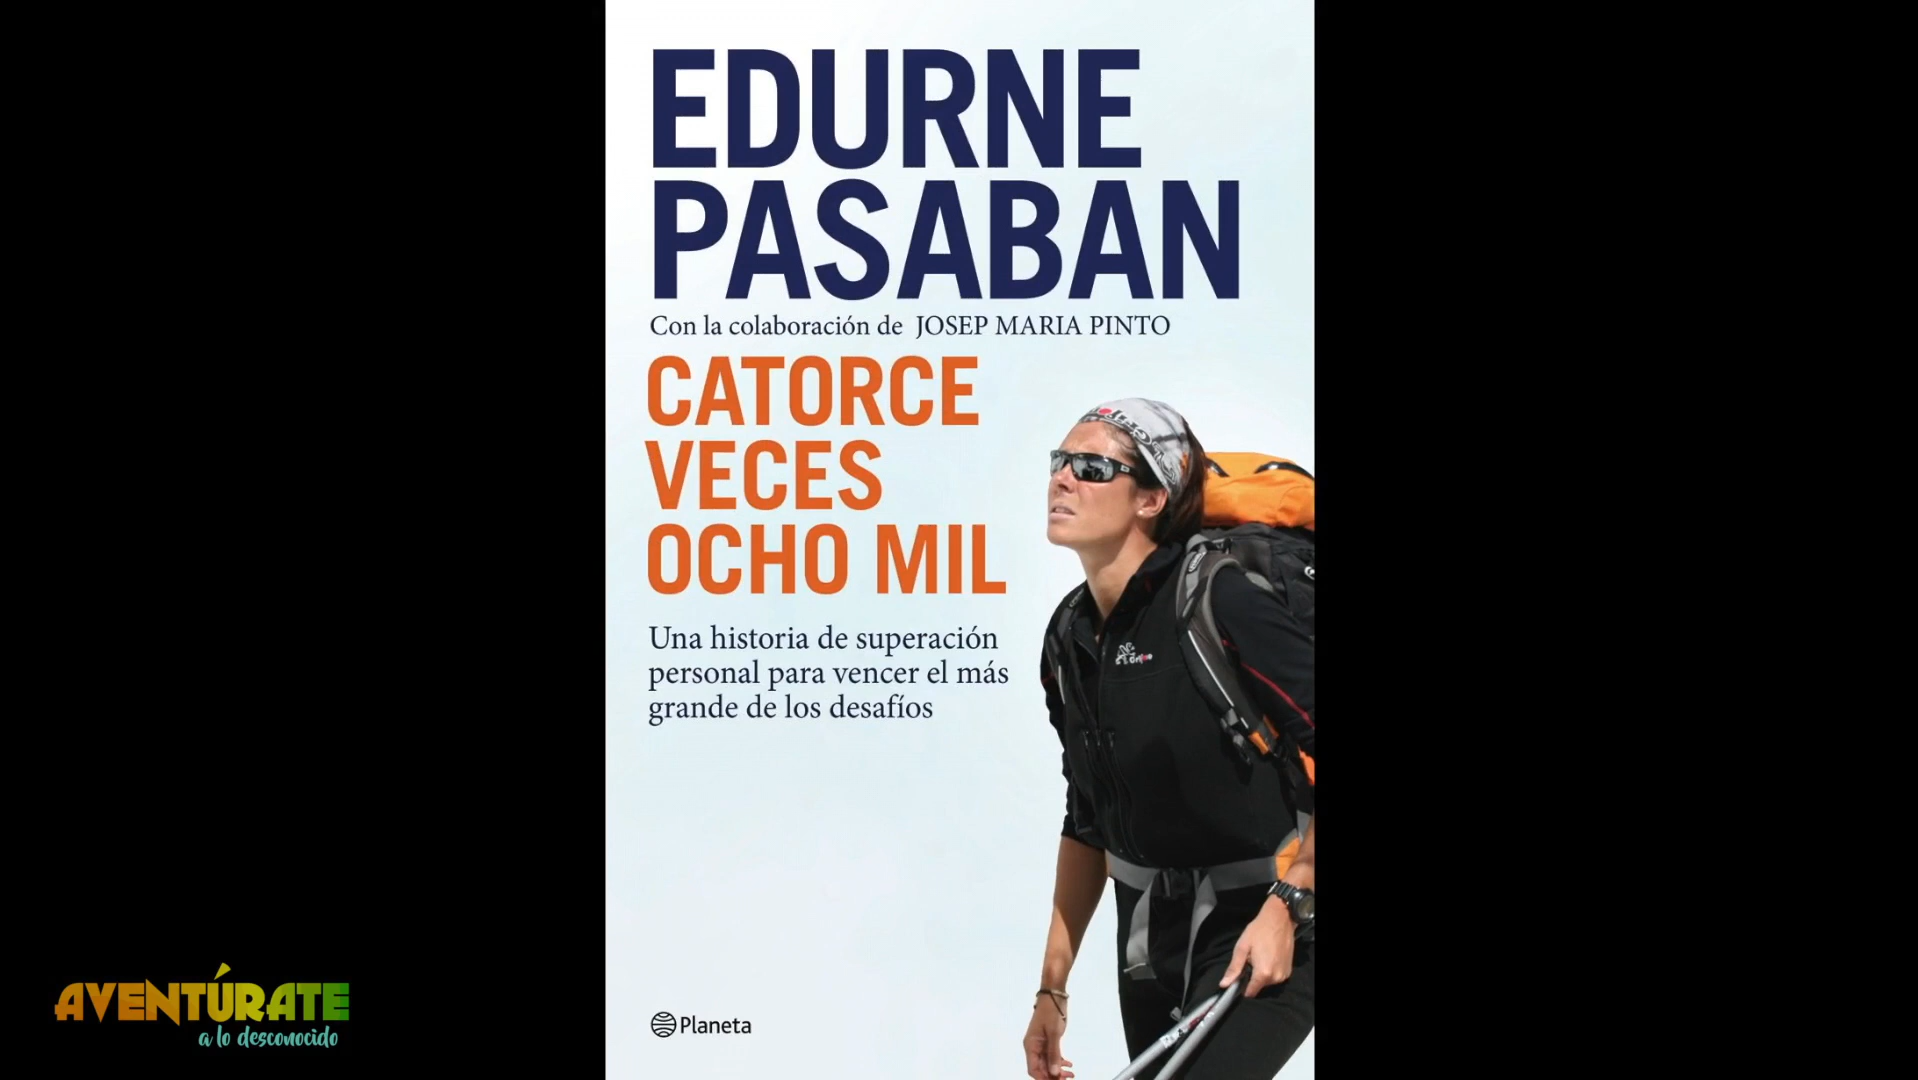 EDURNE
PASABAN
Con la colaboración de JOSEP MARIA PINTO
CATORCE
VECES
OCHO MIL
Una historia de superación
personal para vencer el más
grande de los desafíos
Planeta
AVENTÚRATE
a lo desconocido